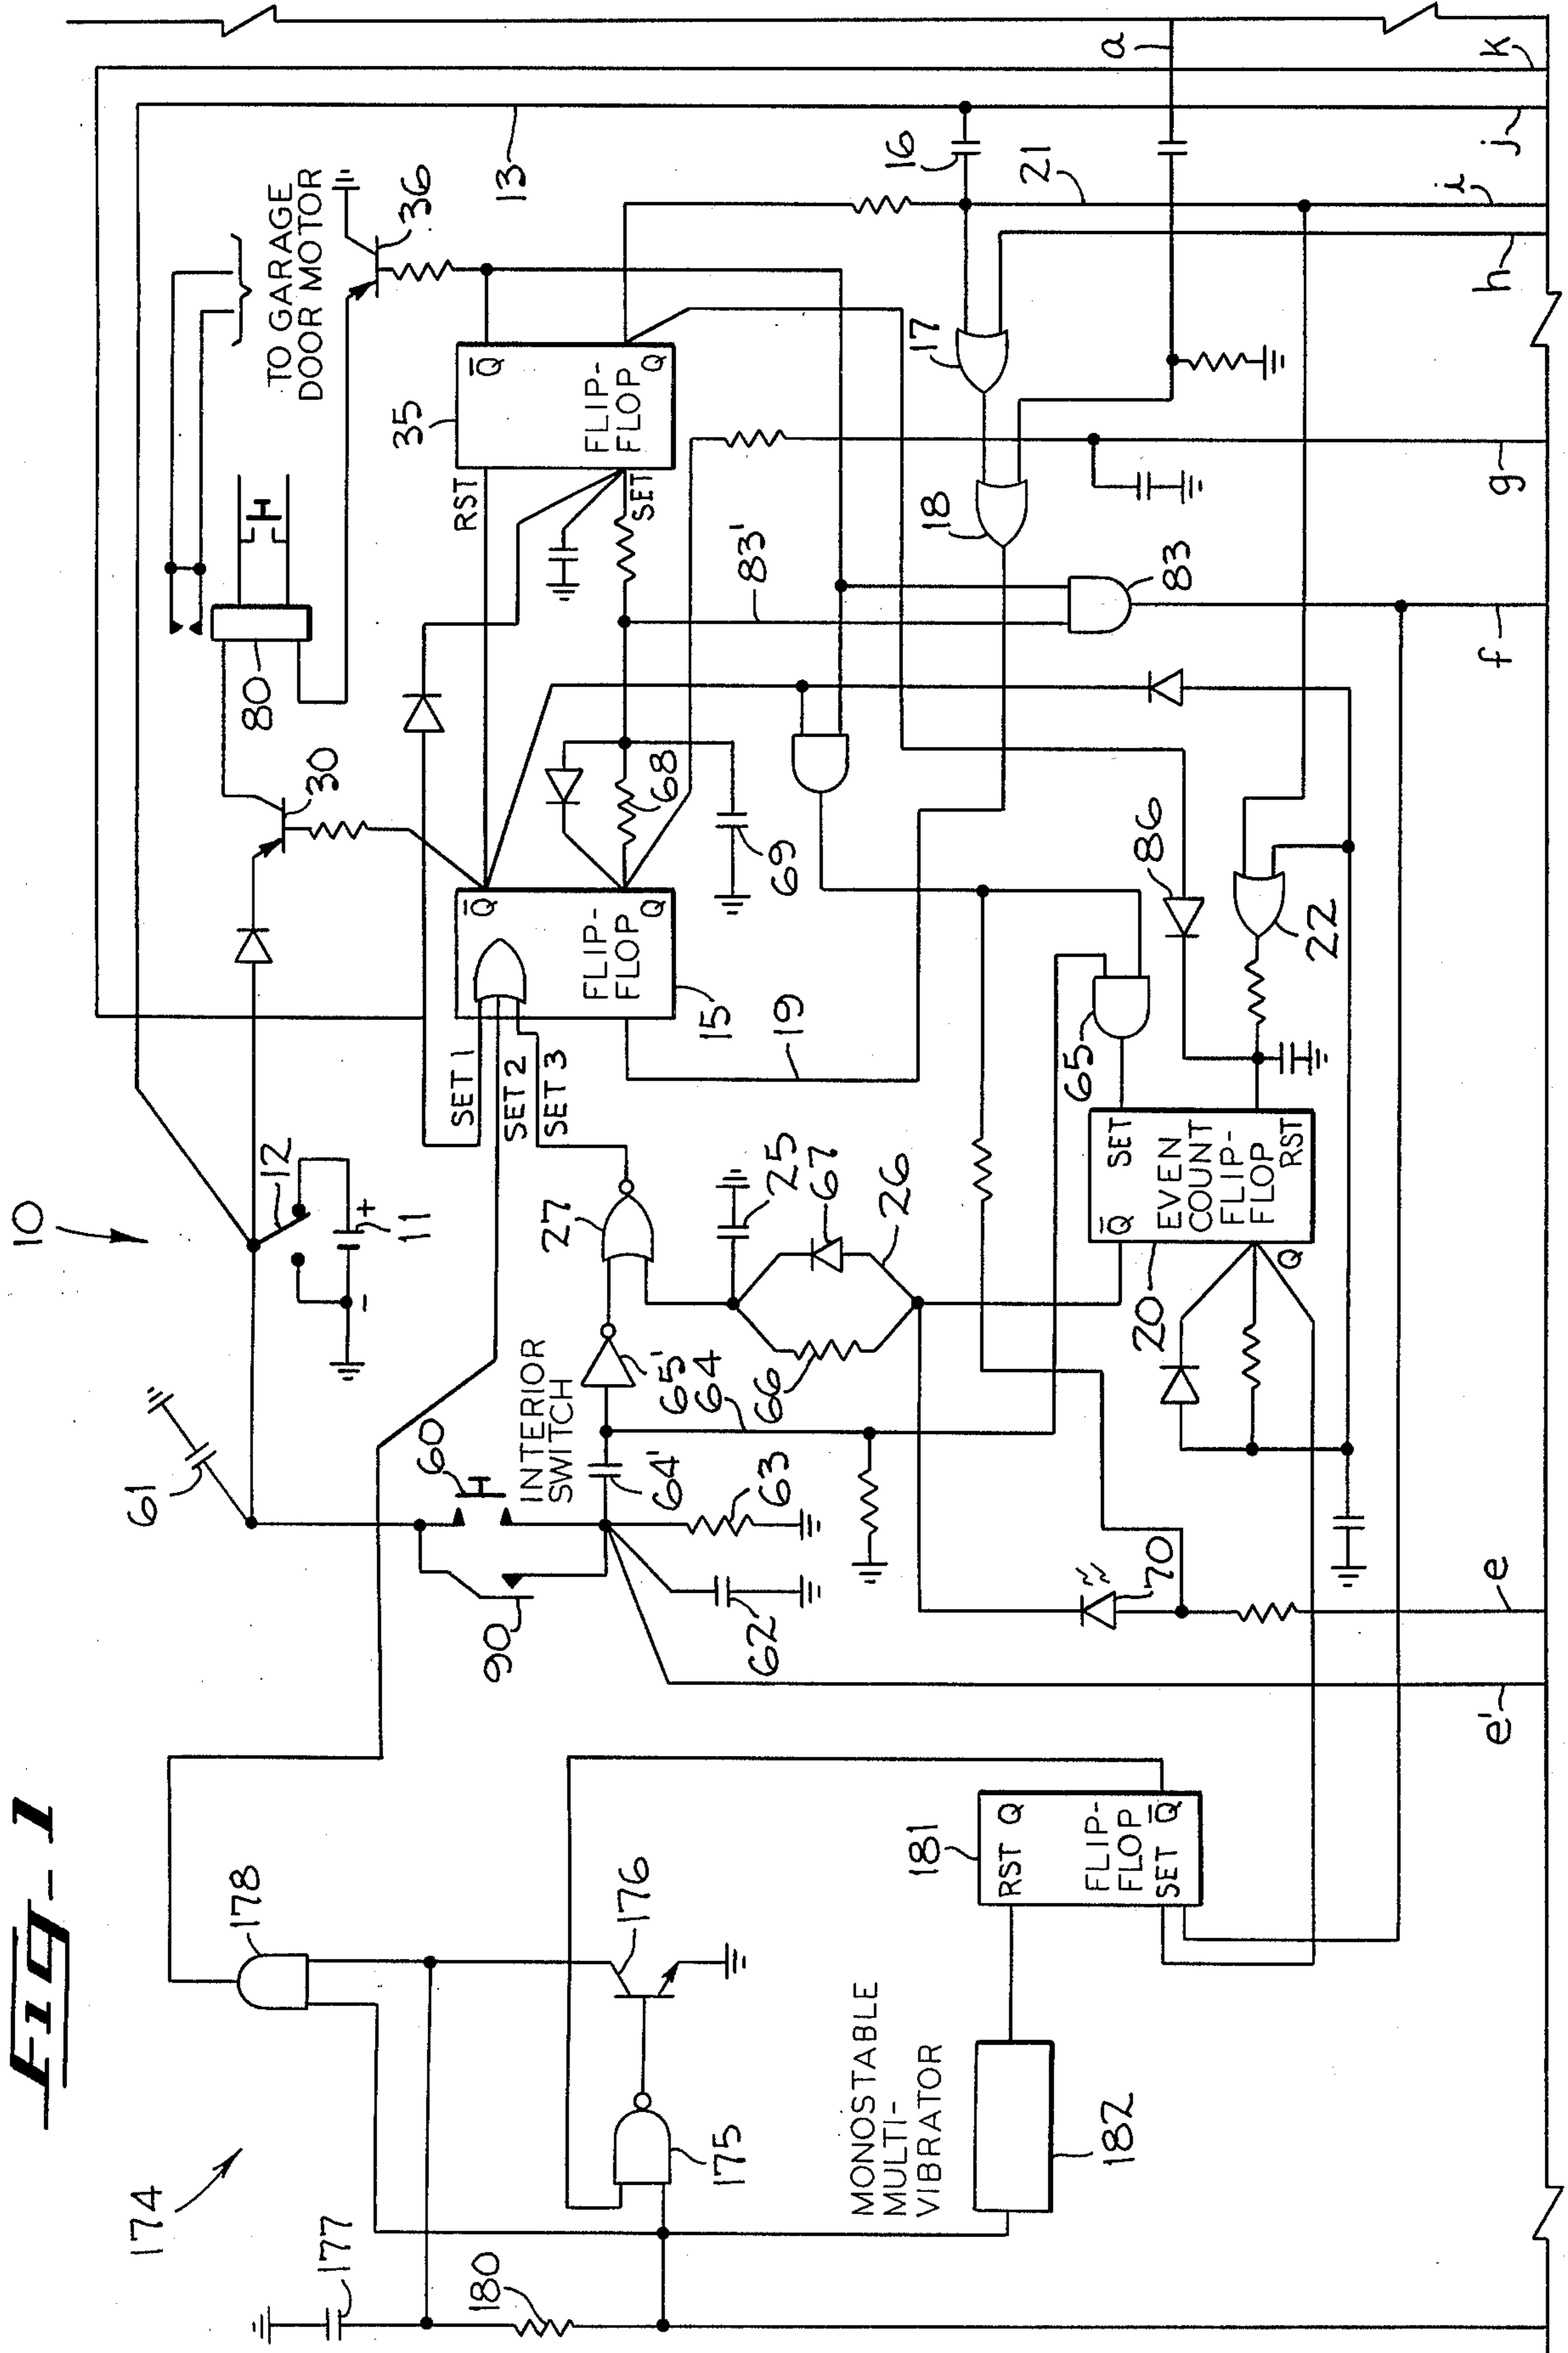 Fig-1
10
174
177
178
180
175
176
MONOSTABLE
MULTI-
VIBRATOR
182
181
RST Q
FLIP-
FLOP
SET Q̅
61
60
90
INTERIOR
SWITCH
62
63
64'
65'
64
12
11
+
-
27
25
67
26
66
70
SET 1
SET 2
SET 3
Q̅
FLIP-
FLOP
Q
15
19
30
80
68
69
TO GARAGE
DOOR MOTOR
36
35
RST
Q̅
FLIP-
FLOP
Q
SET
13
16
21
17
18
83'
83
86
22
65
20
Q̅ SET
EVEN
COUNT
FLIP-
FLOP
Q RST
e'
e
f
g
h
i
j
k
a